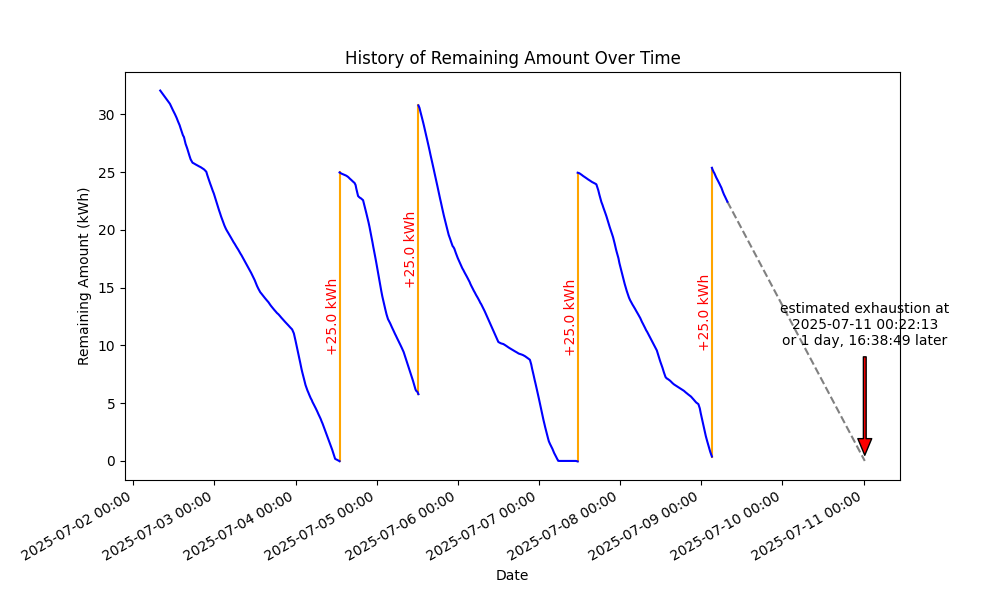 History of Remaining Amount Over Time
Remaining Amount (kWh)
30
25
20
15
10
5
0
+25.0 kWh
+25.0 kWh
+25.0 kWh
+25.0 kWh
estimated exhaustion at
2025-07-11 00:22:13
or 1 day, 16:38:49 later
2025-07-02 00:00
2025-07-03 00:00
2025-07-04 00:00
2025-07-05 00:00
2025-07-06 00:00
2025-07-07 00:00
2025-07-08 00:00
2025-07-09 00:00
2025-07-10 00:00
2025-07-11 00:00
Date